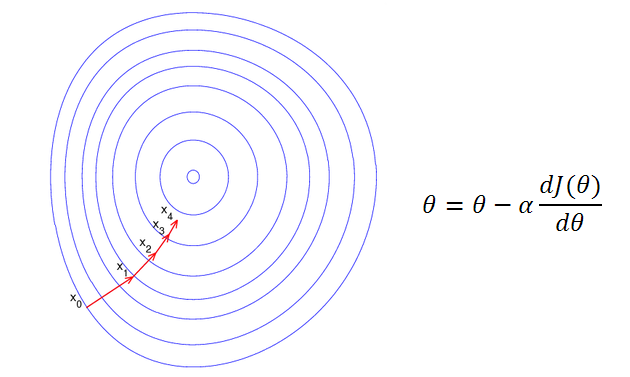 x₄
x₃
x₂
x₁
x₀
θ = θ − α dJ(θ)/dθ